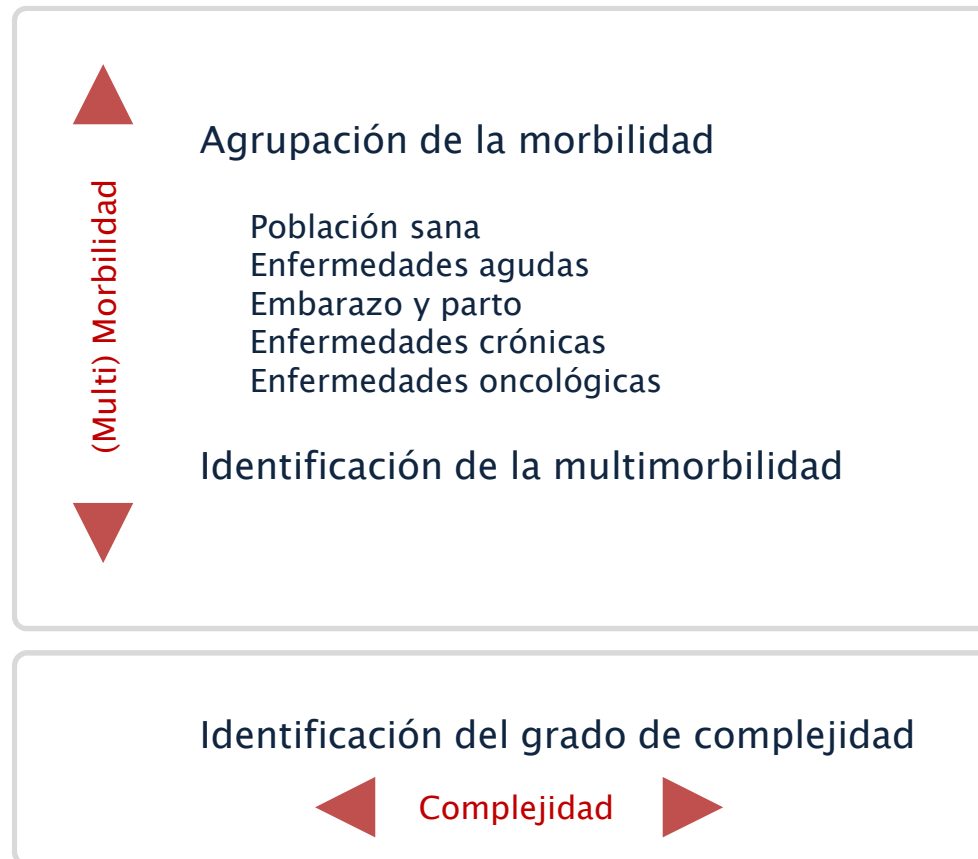 Agrupación de la morbilidad
(Multi) Morbilidad
Población sana
Enfermedades agudas
Embarazo y parto
Enfermedades crónicas
Enfermedades oncológicas
Identificación de la multimorbilidad
Identificación del grado de complejidad
Complejidad